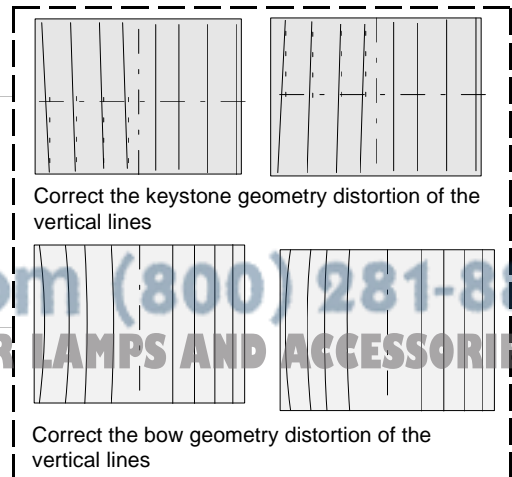 Correct the keystone geometry distortion of the
vertical lines
om (800) 281-8
LAMPS AND ACCESSORI
Correct the bow geometry distortion of the
vertical lines